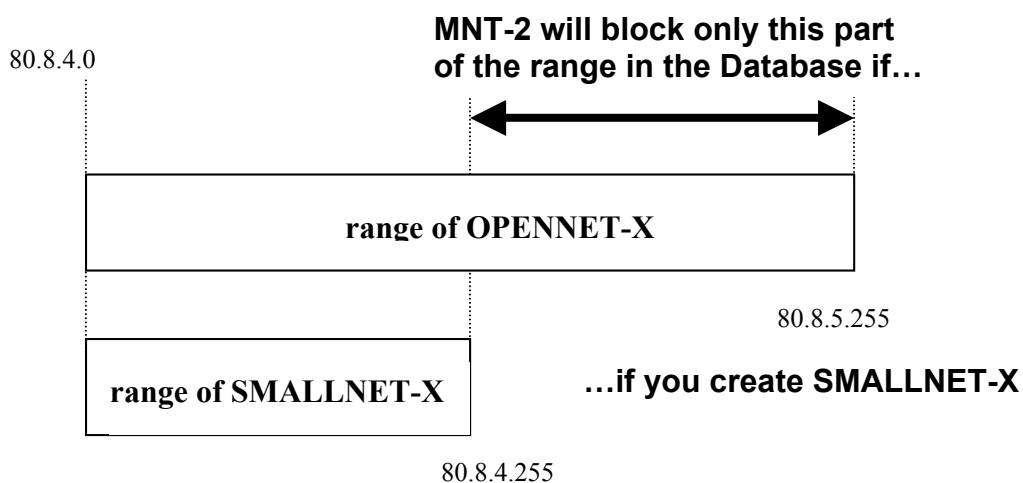 MNT-2 will block only this part
80.8.4.0
of the range in the Database if…
range of OPENNET-X
80.8.5.255
range of SMALLNET-X
…if you create SMALLNET-X
80.8.4.255